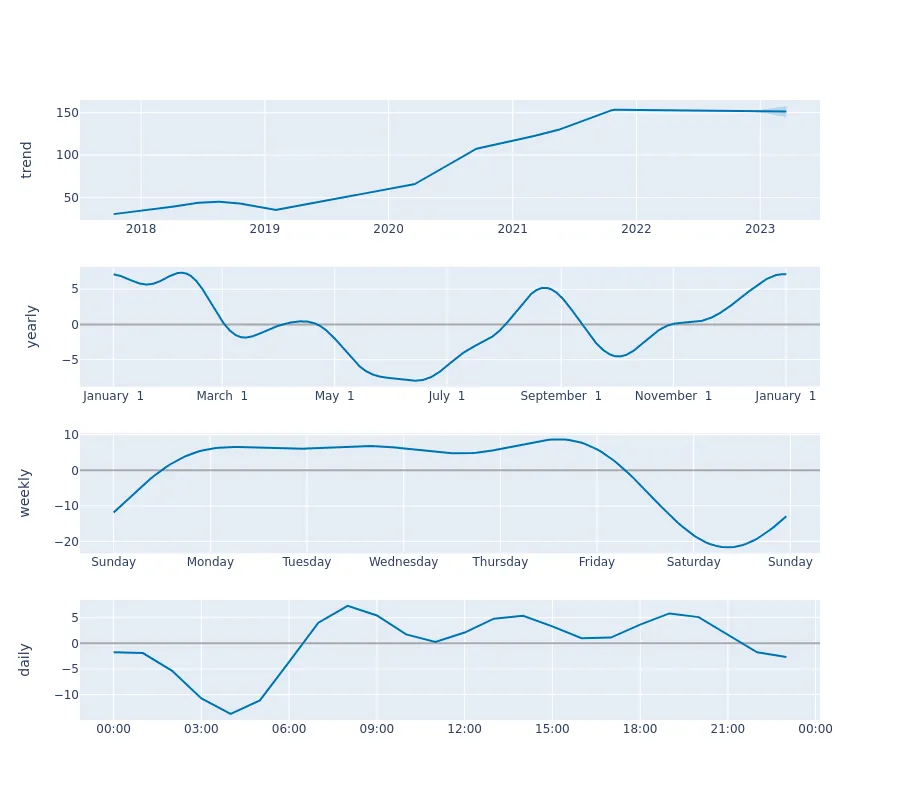 trend
150
100
50
2018 2019 2020 2021 2022 2023
yearly
5
0
−5
January 1 March 1 May 1 July 1 September 1 November 1 January 1
weekly
10
0
−10
−20
Sunday Monday Tuesday Wednesday Thursday Friday Saturday Sunday
daily
5
0
−5
−10
00:00 03:00 06:00 09:00 12:00 15:00 18:00 21:00 00:00